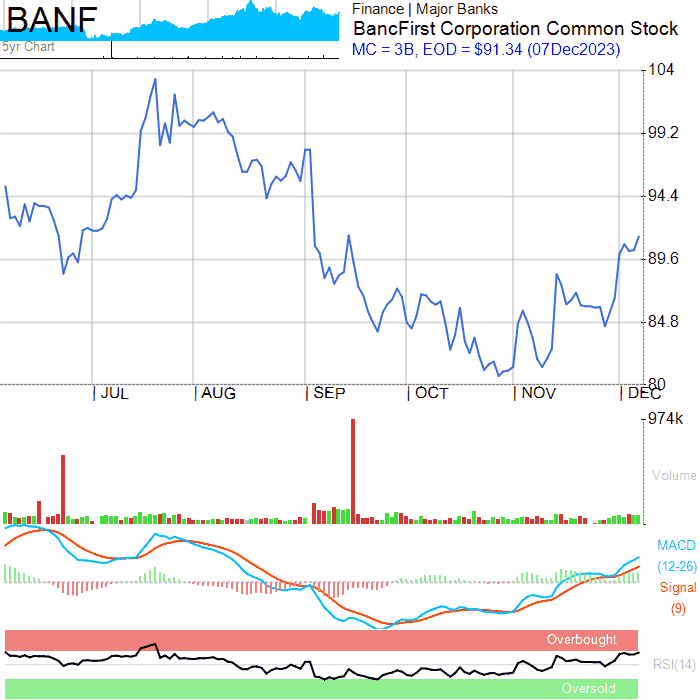 BANF
5yr Chart
Finance | Major Banks
BancFirst Corporation Common Stock
MC = 3B, EOD = $91.34 (07Dec2023)
104
99.2
94.4
89.6
84.8
80
JUL AUG SEP OCT NOV DEC
974k
Volume
MACD
(12-26)
Signal
(9)
Overbought
RSI(14)
Oversold